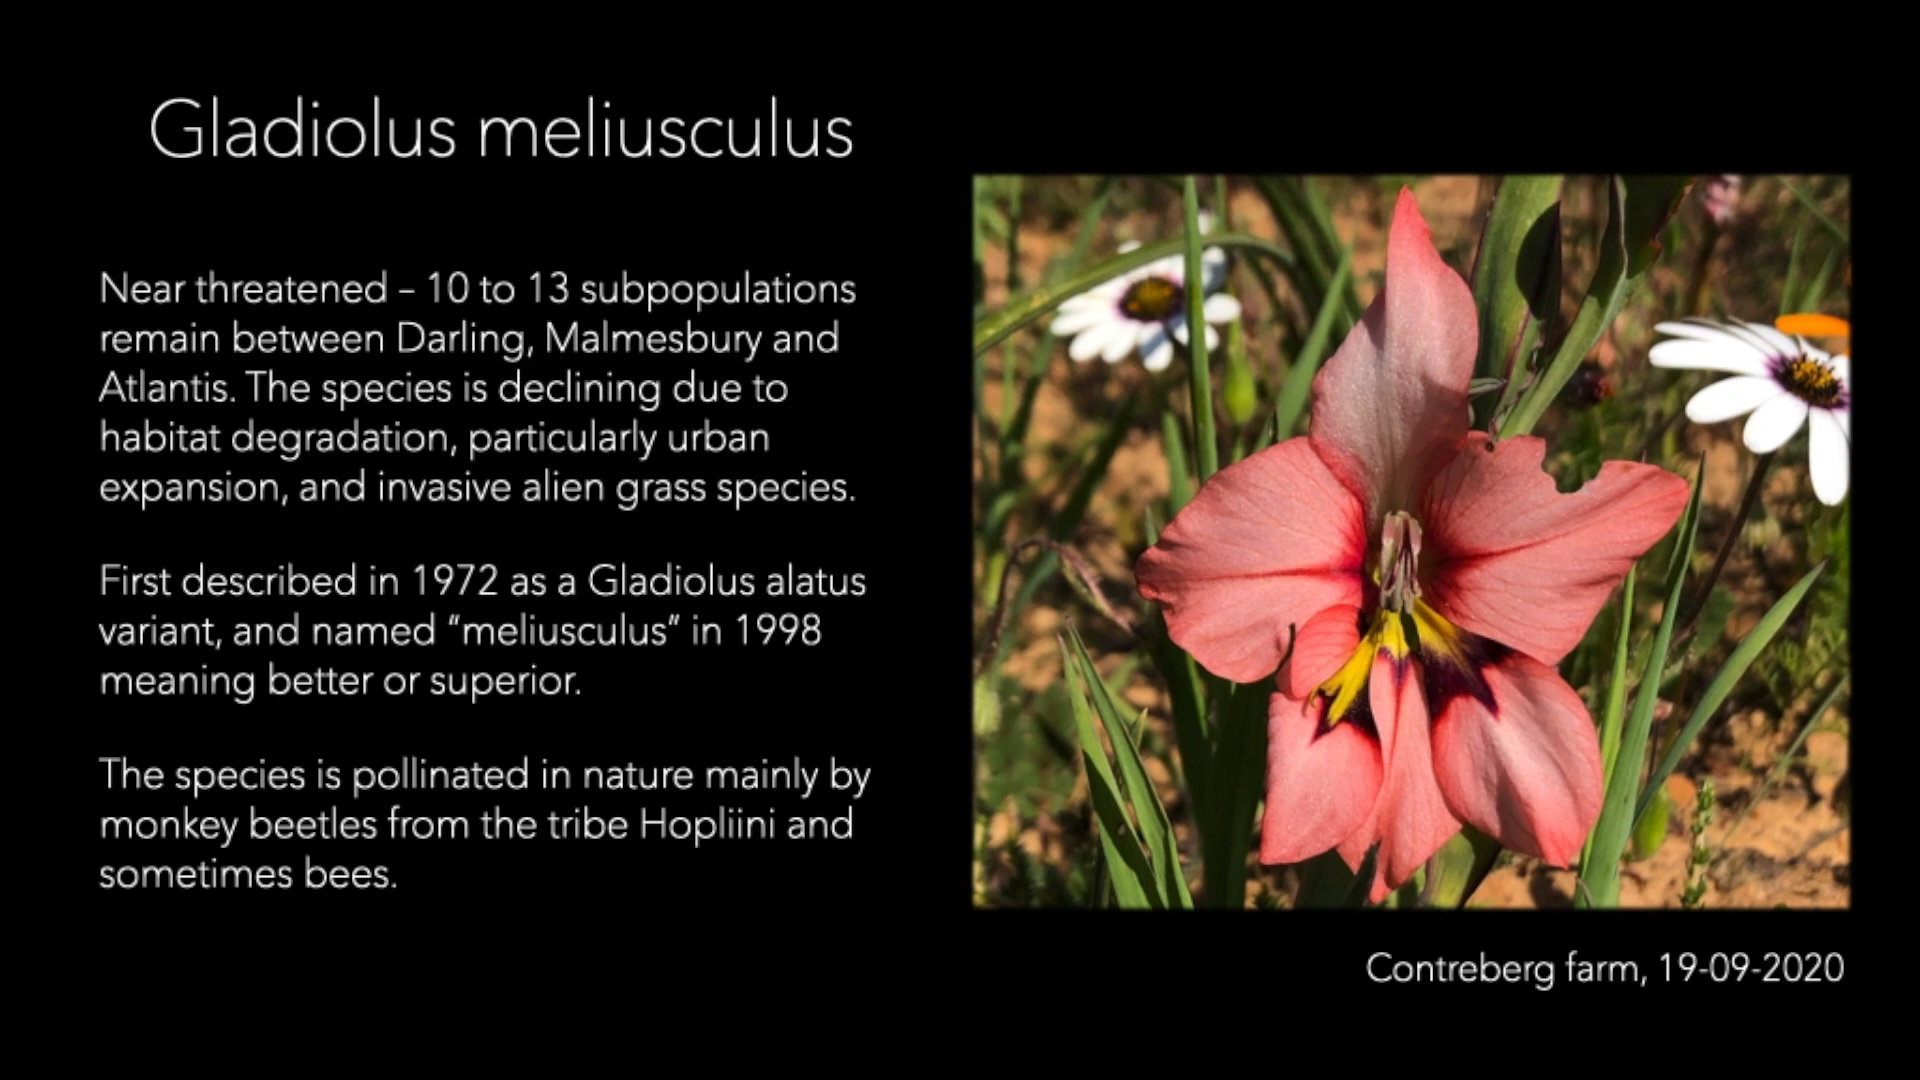 Gladiolus meliusculus
Near threatened – 10 to 13 subpopulations
remain between Darling, Malmesbury and
Atlantis. The species is declining due to
habitat degradation, particularly urban
expansion, and invasive alien grass species.
First described in 1972 as a Gladiolus alatus
variant, and named “meliusculus” in 1998
meaning better or superior.
The species is pollinated in nature mainly by
monkey beetles from the tribe Hopliini and
sometimes bees.
Contreberg farm, 19-09-2020